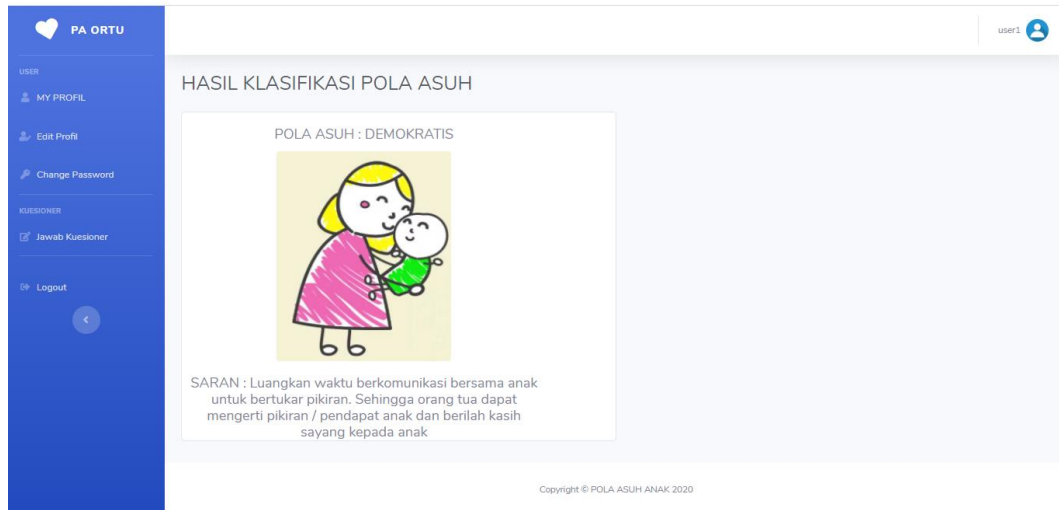 PA ORTU
user1
USER
MY PROFIL
Edit Profil
Change Password
KUESIONER
Jawab Kuesioner
Logout
HASIL KLASIFIKASI POLA ASUH
POLA ASUH : DEMOKRATIS
SARAN : Luangkan waktu berkomunikasi bersama anak
untuk bertukar pikiran. Sehingga orang tua dapat
mengerti pikiran / pendapat anak dan berilah kasih
sayang kepada anak
Copyright © POLA ASUH ANAK 2020